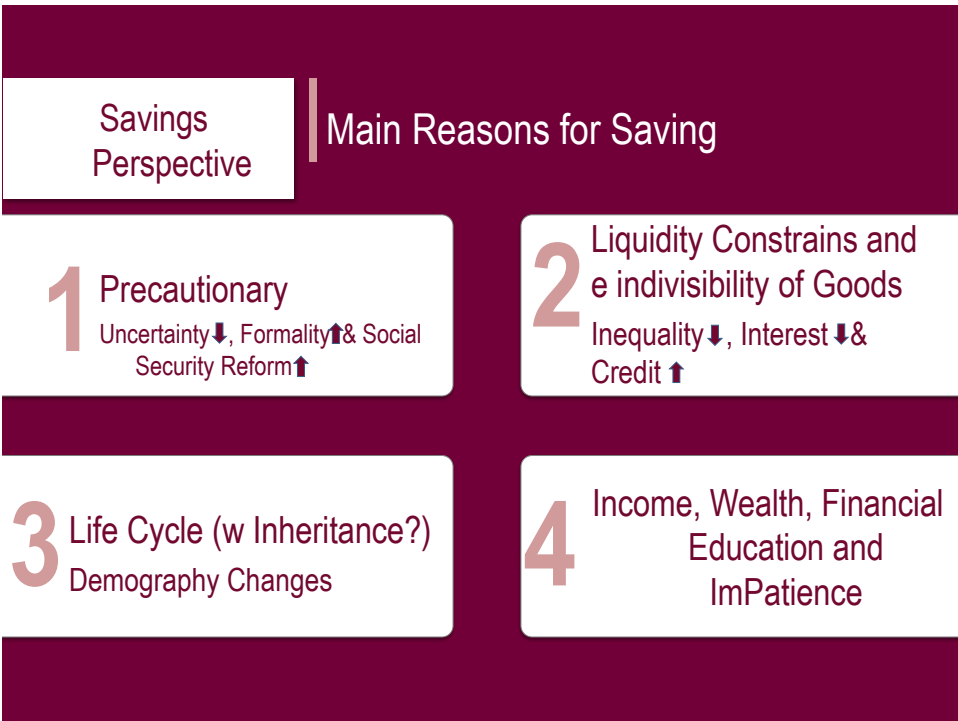 Savings
Perspective
Main Reasons for Saving
1
Precautionary
Uncertainty⬇, Formality⬆& Social
Security Reform⬆
2
Liquidity Constrains and
e indivisibility of Goods
Inequality⬇, Interest ⬇&
Credit ⬆
3
Life Cycle (w Inheritance?)
Demography Changes
4
Income, Wealth, Financial
Education and
ImPatience